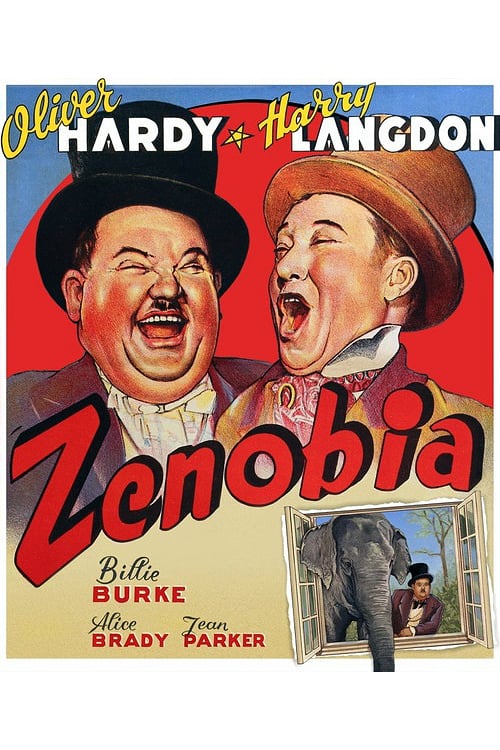 Oliver Harry
HARDY ★ LANGDON
Zenobia
Billie
BURKE
Alice Jean
BRADY PARKER